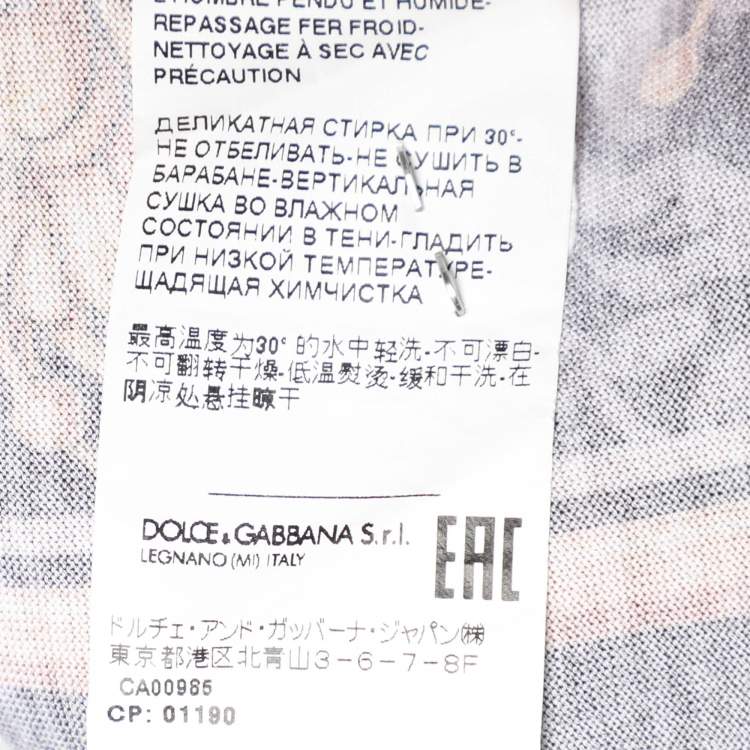 L'OMBRE PENDU ET HUMIDE-
REPASSAGE FER FROID-
NETTOYAGE À SEC AVEC
PRÉCAUTION
ДЕЛИКАТНАЯ СТИРКА ПРИ 30°-
НЕ ОТБЕЛИВАТЬ-НЕ СУШИТЬ В
БАРАБАНЕ-ВЕРТИКАЛЬНАЯ
СУШКА ВО ВЛАЖНОМ
СОСТОЯНИИ В ТЕНИ-ГЛАДИТЬ
ПРИ НИЗКОЙ ТЕМПЕРАТУРЕ-
ЩАДЯЩАЯ ХИМЧИСТКА
最高温度为30° 的水中轻洗-不可漂白-
不可翻转干燥-低温熨烫-缓和干洗-在
阴凉处悬挂晾干
DOLCE & GABBANA S.r.l.
LEGNANO (MI) ITALY
EAC
ドルチェ・アンド・ガッバーナ・ジャパン㈱
東京都港区北青山3-6-7-8F
CA00985
CP: 01190